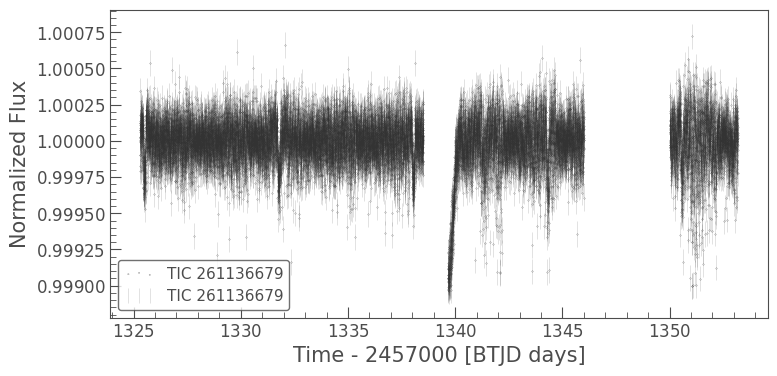 1.00075
1.00050
1.00025
1.00000
0.99975
0.99950
0.99925
0.99900
Normalized Flux
TIC 261136679
TIC 261136679
1325 1330 1335 1340 1345 1350
Time - 2457000 [BTJD days]